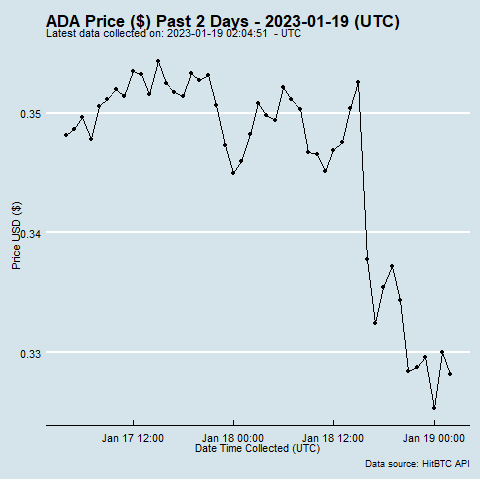 ADA Price ($) Past 2 Days - 2023-01-19 (UTC)
Latest data collected on: 2023-01-19 02:04:51  - UTC
Price USD ($)
0.35
0.34
0.33
Jan 17 12:00
Jan 18 00:00
Jan 18 12:00
Jan 19 00:00
Date Time Collected (UTC)
Data source: HitBTC API